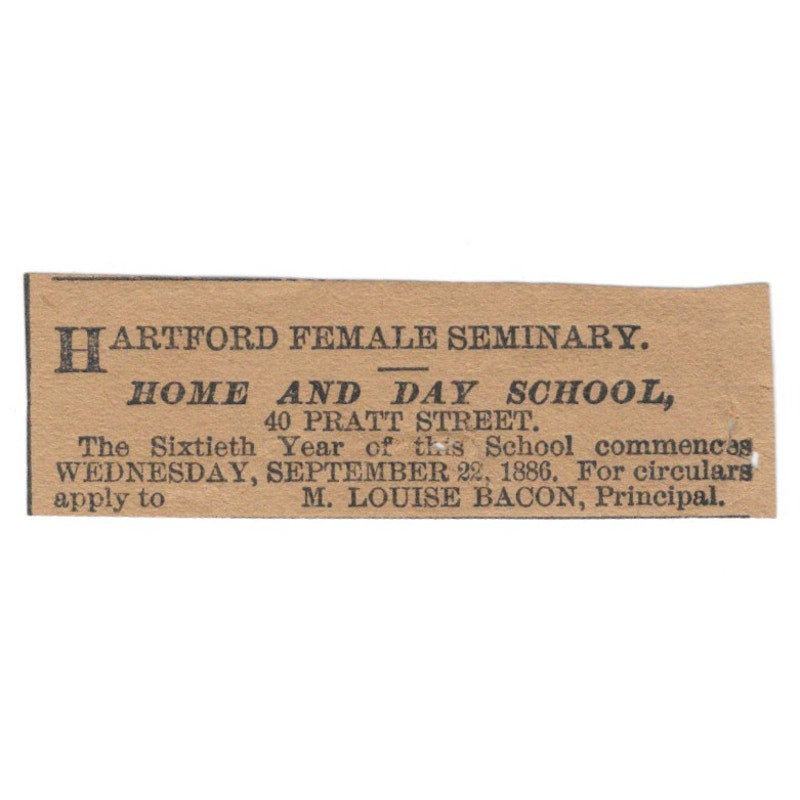 HARTFORD FEMALE SEMINARY.
HOME AND DAY SCHOOL,
40 PRATT STREET.
The Sixtieth Year of this School commences
WEDNESDAY, SEPTEMBER 22, 1886. For circulars
apply to M. LOUISE BACON, Principal.